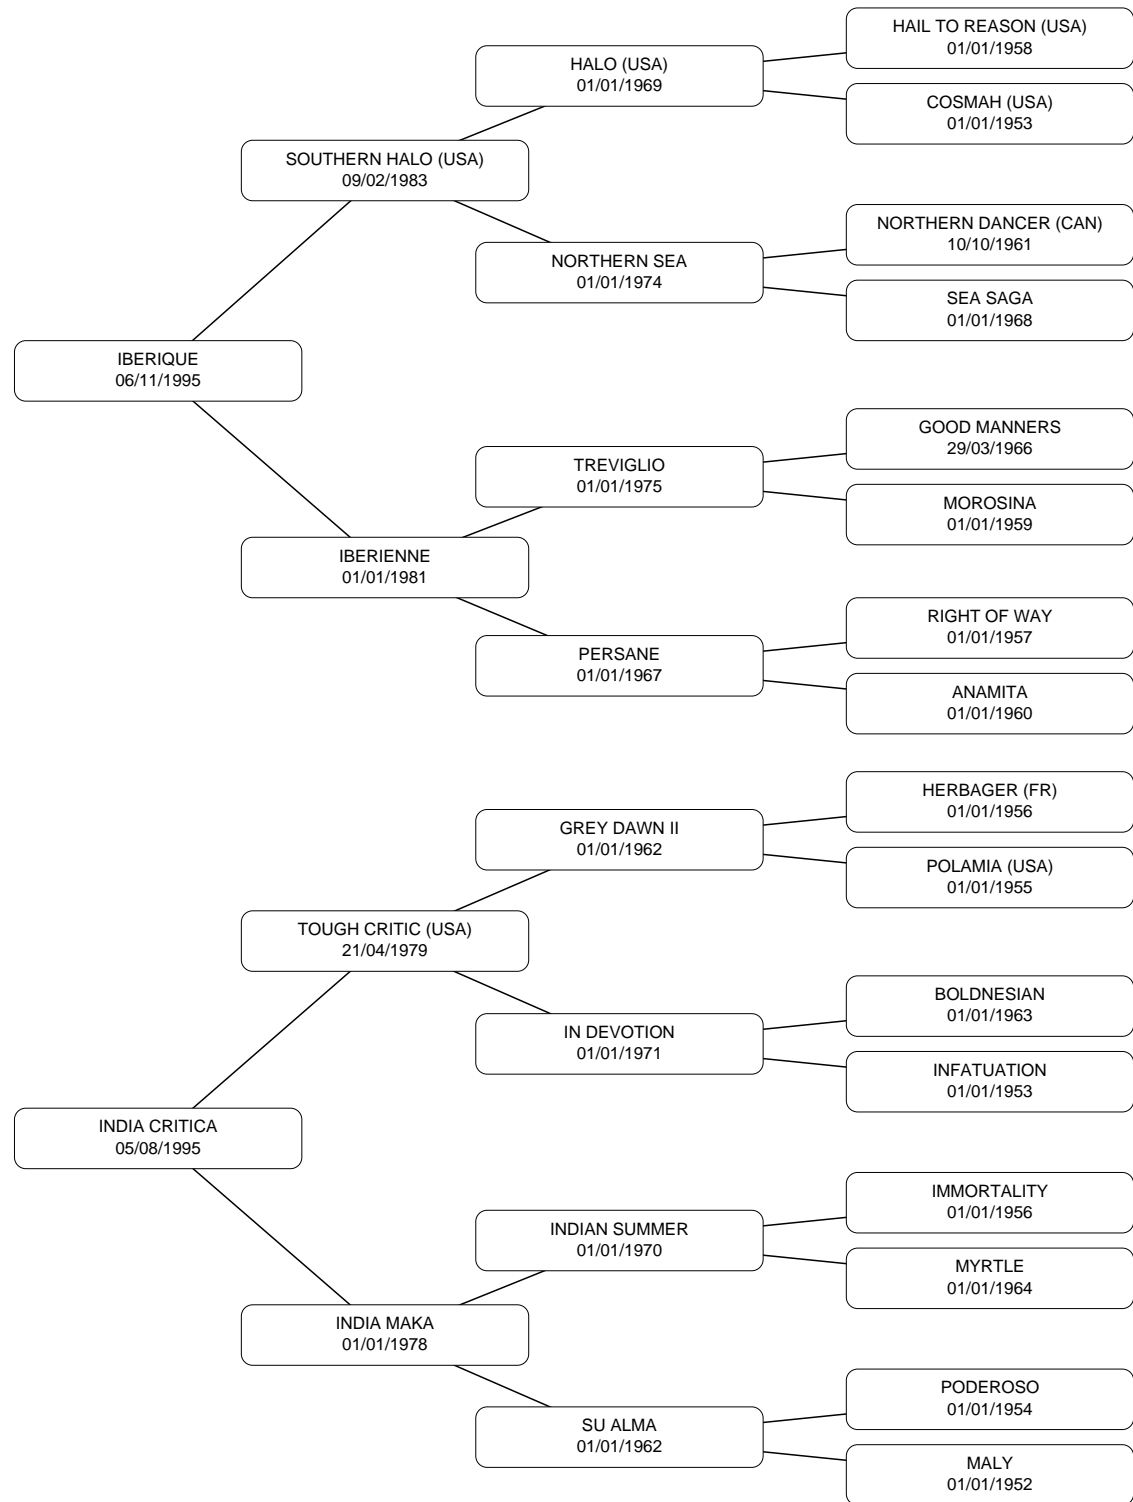 HAIL TO REASON (USA)
01/01/1958
HALO (USA)
01/01/1969
COSMAH (USA)
01/01/1953
SOUTHERN HALO (USA)
09/02/1983
NORTHERN DANCER (CAN)
10/10/1961
NORTHERN SEA
01/01/1974
SEA SAGA
01/01/1968
IBERIQUE
06/11/1995
GOOD MANNERS
29/03/1966
TREVIGLIO
01/01/1975
MOROSINA
01/01/1959
IBERIENNE
01/01/1981
RIGHT OF WAY
01/01/1957
PERSANE
01/01/1967
ANAMITA
01/01/1960
HERBAGER (FR)
01/01/1956
GREY DAWN II
01/01/1962
POLAMIA (USA)
01/01/1955
TOUGH CRITIC (USA)
21/04/1979
BOLDNESIAN
01/01/1963
IN DEVOTION
01/01/1971
INFATUATION
01/01/1953
INDIA CRITICA
05/08/1995
IMMORTALITY
01/01/1956
INDIAN SUMMER
01/01/1970
MYRTLE
01/01/1964
INDIA MAKA
01/01/1978
PODEROSO
01/01/1954
SU ALMA
01/01/1962
MALY
01/01/1952